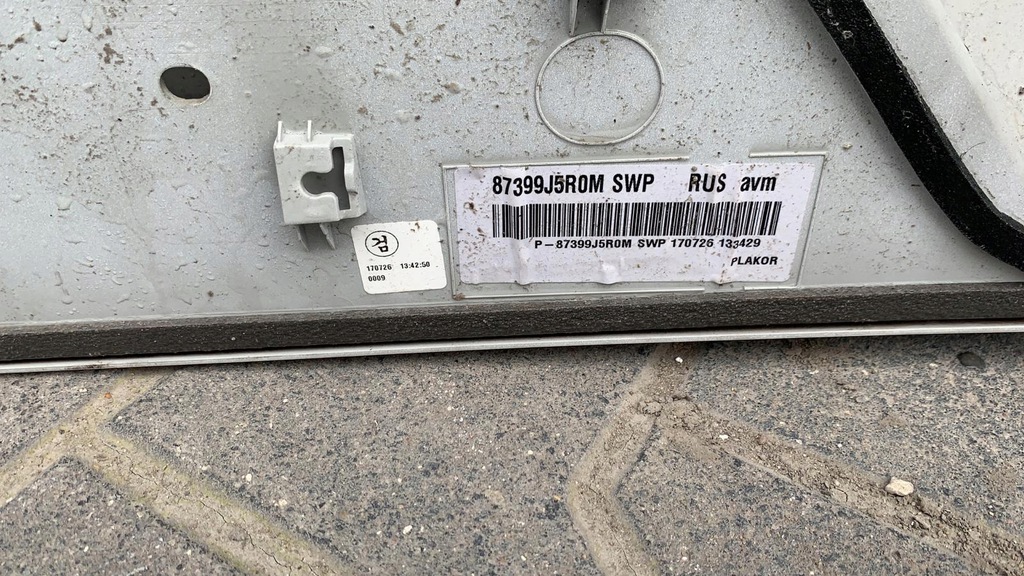 87399J5R0M SWP RUS avm
P-87399J5R0M SWP 170726 133429
PLAKOR
검
170726 13:42:50
0009